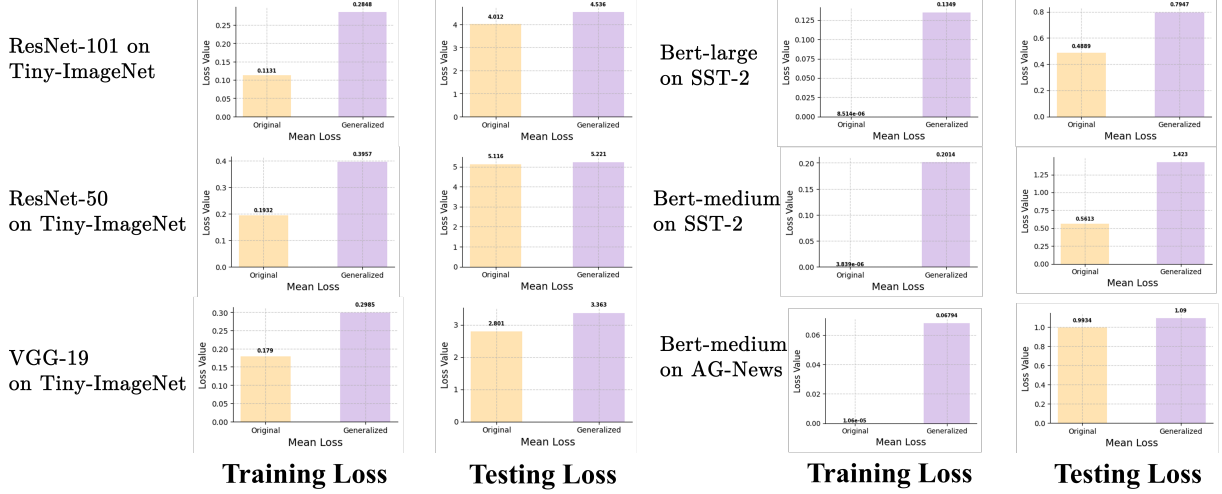 ResNet-101 on
Tiny-ImageNet
Loss Value
0.25
0.20
0.15
0.10
0.05
0.00
0.1131
0.2848
Original
Generalized
Mean Loss
Loss Value
4
3
2
1
0
4.012
4.536
Original
Generalized
Mean Loss
Bert-large
on SST-2
Loss Value
0.125
0.100
0.075
0.050
0.025
0.000
8.514e-06
0.1349
Original
Generalized
Mean Loss
Loss Value
0.8
0.6
0.4
0.2
0.0
0.4889
0.7947
Original
Generalized
Mean Loss
ResNet-50
on Tiny-ImageNet
Loss Value
0.4
0.3
0.2
0.1
0.0
0.1932
0.3957
Original
Generalized
Mean Loss
Loss Value
5
4
3
2
1
0
5.116
5.221
Original
Generalized
Mean Loss
Bert-medium
on SST-2
Loss Value
0.20
0.15
0.10
0.05
0.00
3.839e-06
0.2014
Original
Generalized
Mean Loss
Loss Value
1.25
1.00
0.75
0.50
0.25
0.00
0.5613
1.423
Original
Generalized
Mean Loss
VGG-19
on Tiny-ImageNet
Loss Value
0.30
0.25
0.20
0.15
0.10
0.05
0.00
0.179
0.2985
Original
Generalized
Mean Loss
Loss Value
3
2
1
0
2.801
3.363
Original
Generalized
Mean Loss
Bert-medium
on AG-News
Loss Value
0.06
0.04
0.02
0.00
1.06e-05
0.06794
Original
Generalized
Mean Loss
Loss Value
1.0
0.8
0.6
0.4
0.2
0.0
0.9934
1.09
Original
Generalized
Mean Loss
Training Loss
Testing Loss
Training Loss
Testing Loss